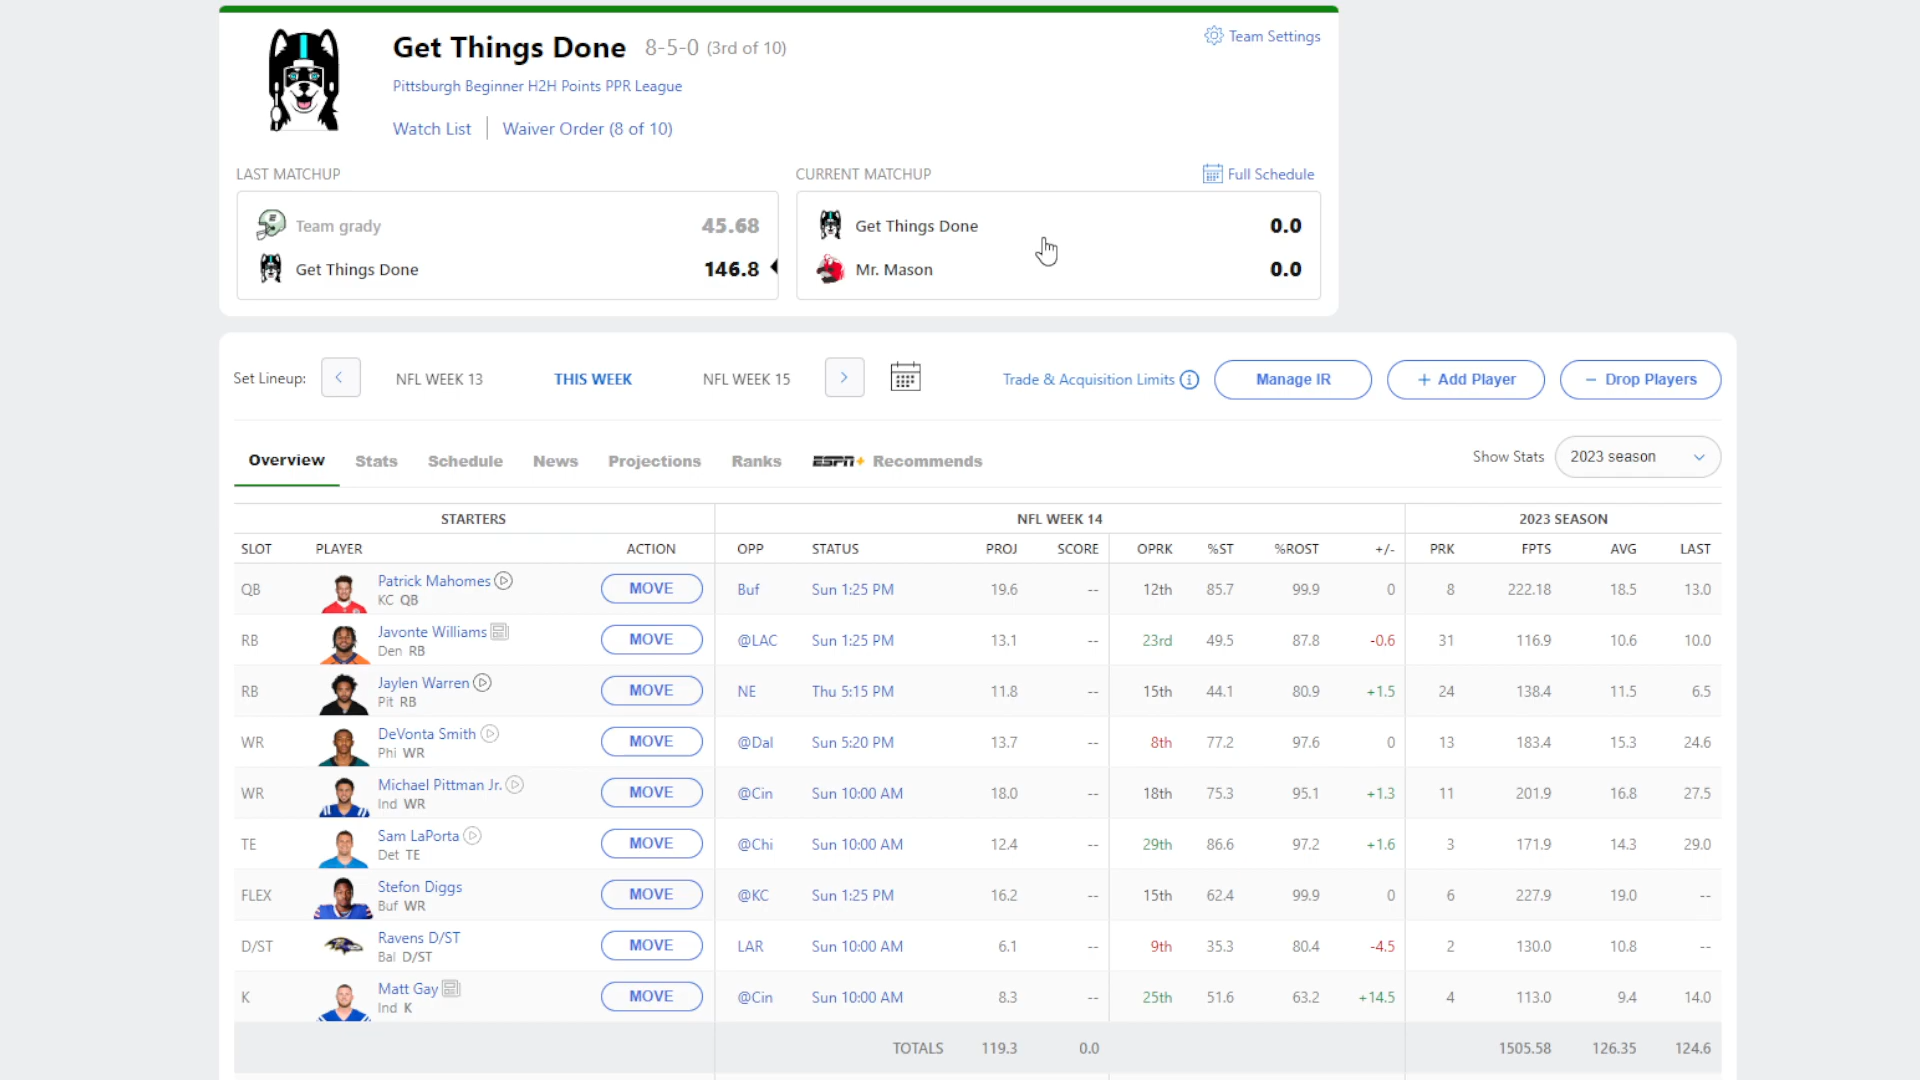 Get Things Done 8-5-0 (3rd of 10)
Team Settings
Pittsburgh Beginner H2H Points PPR League
Watch List Waiver Order (8 of 10)
LAST MATCHUP
Team grady 45.68
Get Things Done 146.8
CURRENT MATCHUP Full Schedule
Get Things Done 0.0
Mr. Mason 0.0
Set Lineup: NFL WEEK 13 THIS WEEK NFL WEEK 15 Trade & Acquisition Limits Manage IR + Add Player − Drop Players
Overview Stats Schedule News Projections Ranks ESPN+ Recommends Show Stats 2023 season
STARTERS NFL WEEK 14 2023 SEASON
SLOT PLAYER ACTION OPP STATUS PROJ SCORE OPRK %ST %ROST +/- PRK FPTS AVG LAST
QB Patrick Mahomes MOVE Buf Sun 1:25 PM 19.6 -- 12th 85.7 99.9 0 8 222.18 18.5 13.0
KC QB
RB Javonte Williams MOVE @LAC Sun 1:25 PM 13.1 -- 23rd 49.5 87.8 -0.6 31 116.9 10.6 10.0
Den RB
RB Jaylen Warren MOVE NE Thu 5:15 PM 11.8 -- 15th 44.1 80.9 +1.5 24 138.4 11.5 6.5
Pit RB
WR DeVonta Smith MOVE @Dal Sun 5:20 PM 13.7 -- 8th 77.2 97.6 0 13 183.4 15.3 24.6
Phi WR
WR Michael Pittman Jr. MOVE @Cin Sun 10:00 AM 18.0 -- 18th 75.3 95.1 +1.3 11 201.9 16.8 27.5
Ind WR
TE Sam LaPorta MOVE @Chi Sun 10:00 AM 12.4 -- 29th 86.6 97.2 +1.6 3 171.9 14.3 29.0
Det TE
FLEX Stefon Diggs MOVE @KC Sun 1:25 PM 16.2 -- 15th 62.4 99.9 0 6 227.9 19.0 --
Buf WR
D/ST Ravens D/ST MOVE LAR Sun 10:00 AM 6.1 -- 9th 35.3 80.4 -4.5 2 130.0 10.8 --
Bal D/ST
K Matt Gay MOVE @Cin Sun 10:00 AM 8.3 -- 25th 51.6 63.2 +14.5 4 113.0 9.4 14.0
Ind K
TOTALS 119.3 0.0 1505.58 126.35 124.6